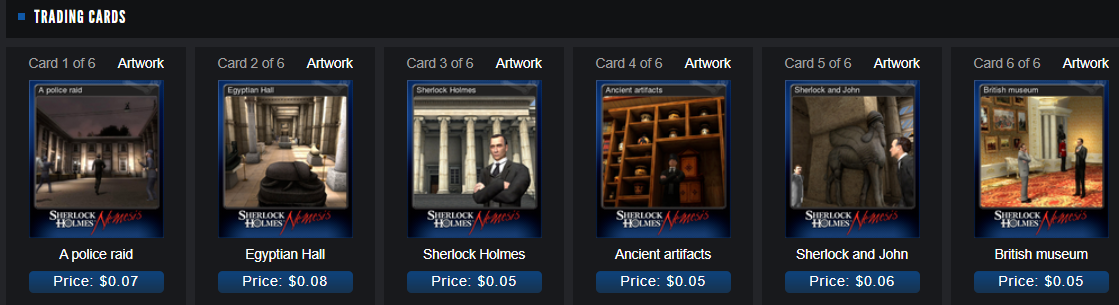 TRADING CARDS
Card 1 of 6 Artwork
A police raid
SHERLOCK HOLMES Nemesis
A police raid
Price: $0.07
Card 2 of 6 Artwork
Egyptian Hall
SHERLOCK HOLMES Nemesis
Egyptian Hall
Price: $0.08
Card 3 of 6 Artwork
Sherlock Holmes
SHERLOCK HOLMES Nemesis
Sherlock Holmes
Price: $0.05
Card 4 of 6 Artwork
Ancient artifacts
SHERLOCK HOLMES Nemesis
Ancient artifacts
Price: $0.05
Card 5 of 6 Artwork
Sherlock and John
SHERLOCK HOLMES Nemesis
Sherlock and John
Price: $0.06
Card 6 of 6 Artwork
British museum
SHERLOCK HOLMES Nemesis
British museum
Price: $0.05